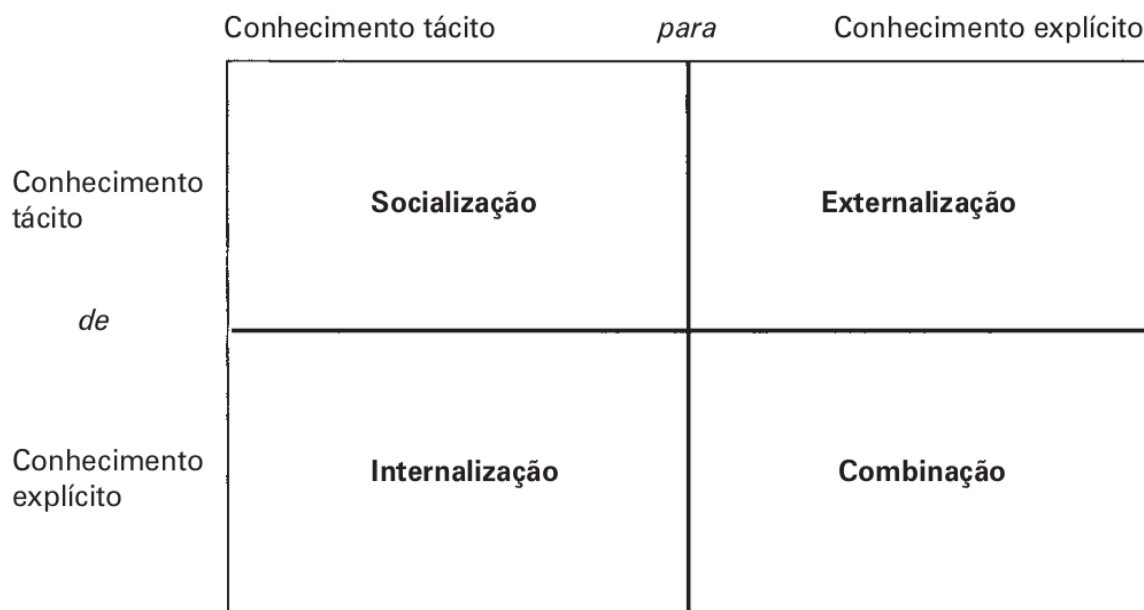 Conhecimento tácito para Conhecimento explícito
Conhecimento
tácito
Socialização Externalização
de
Conhecimento
explícito
Internalização Combinação